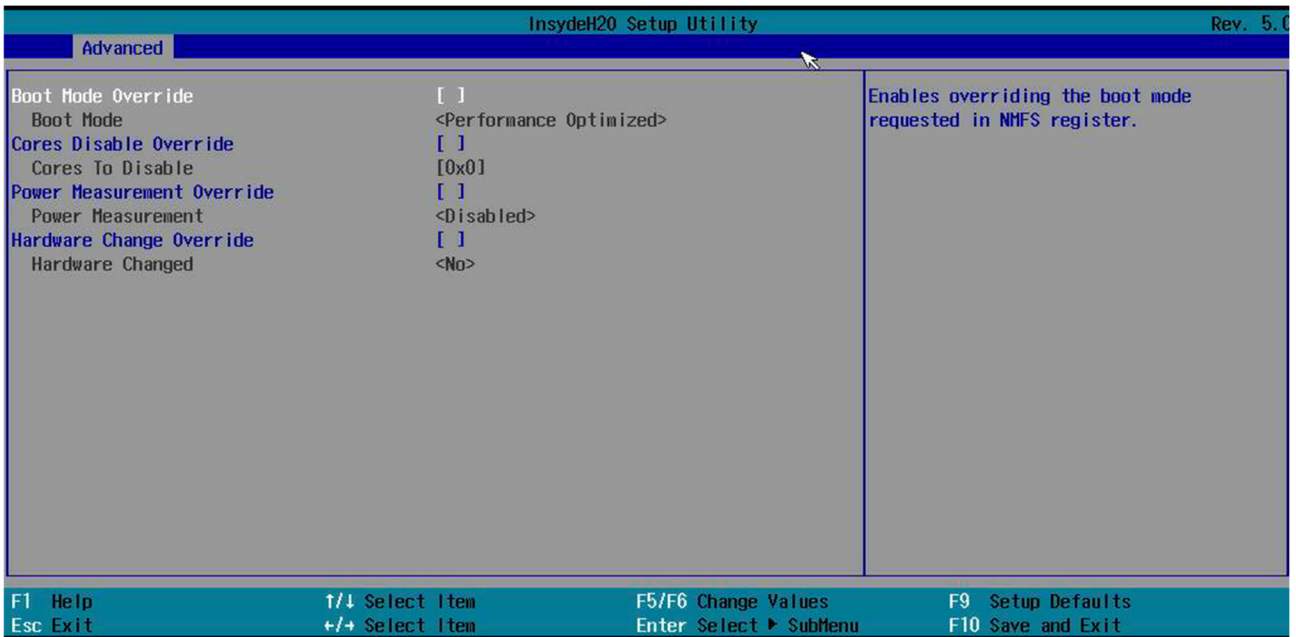 InsydeH20 Setup Utility Rev. 5.0
Advanced
Boot Mode Override [ ] Enables overriding the boot mode
Boot Mode <Performance Optimized> requested in NMFS register.
Cores Disable Override [ ]
Cores To Disable [0x0]
Power Measurement Override [ ]
Power Measurement <Disabled>
Hardware Change Override [ ]
Hardware Changed <No>
F1 Help ↑/↓ Select Item F5/F6 Change Values F9 Setup Defaults
Esc Exit ←/→ Select Item Enter Select ▶ SubMenu F10 Save and Exit